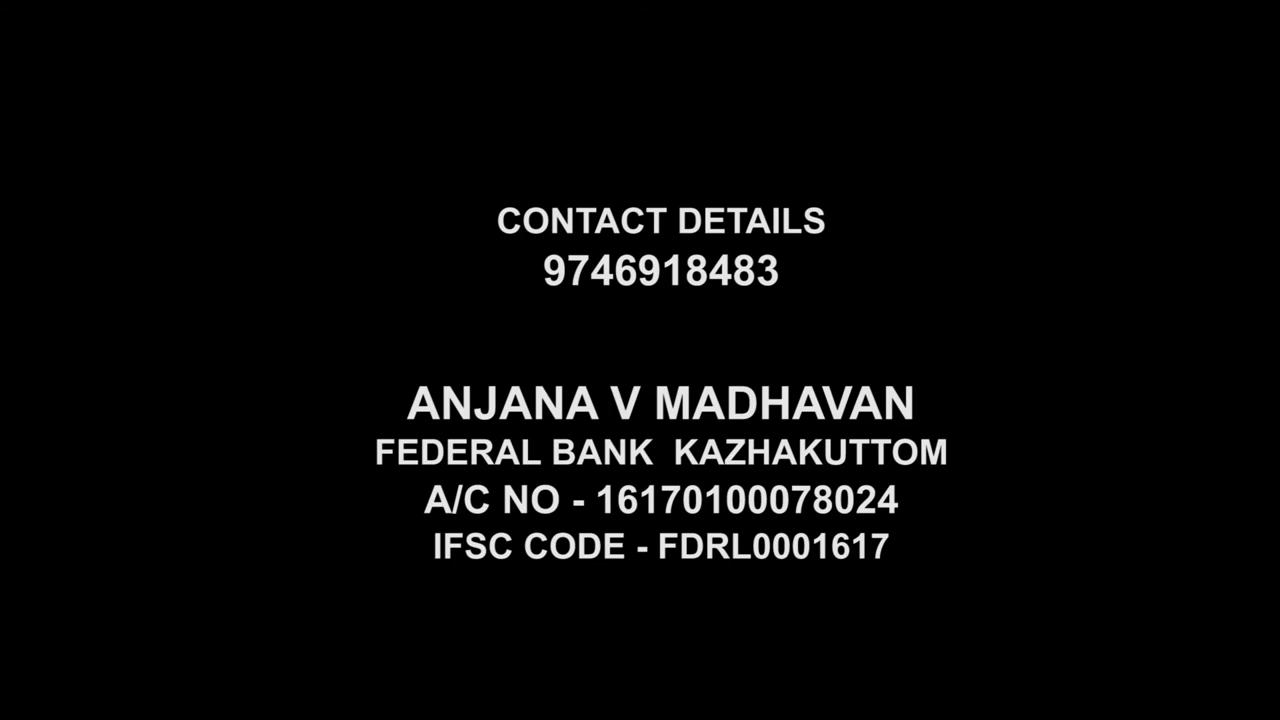 CONTACT DETAILS
9746918483
ANJANA V MADHAVAN
FEDERAL BANK  KAZHAKUTTOM
A/C NO - 16170100078024
IFSC CODE - FDRL0001617